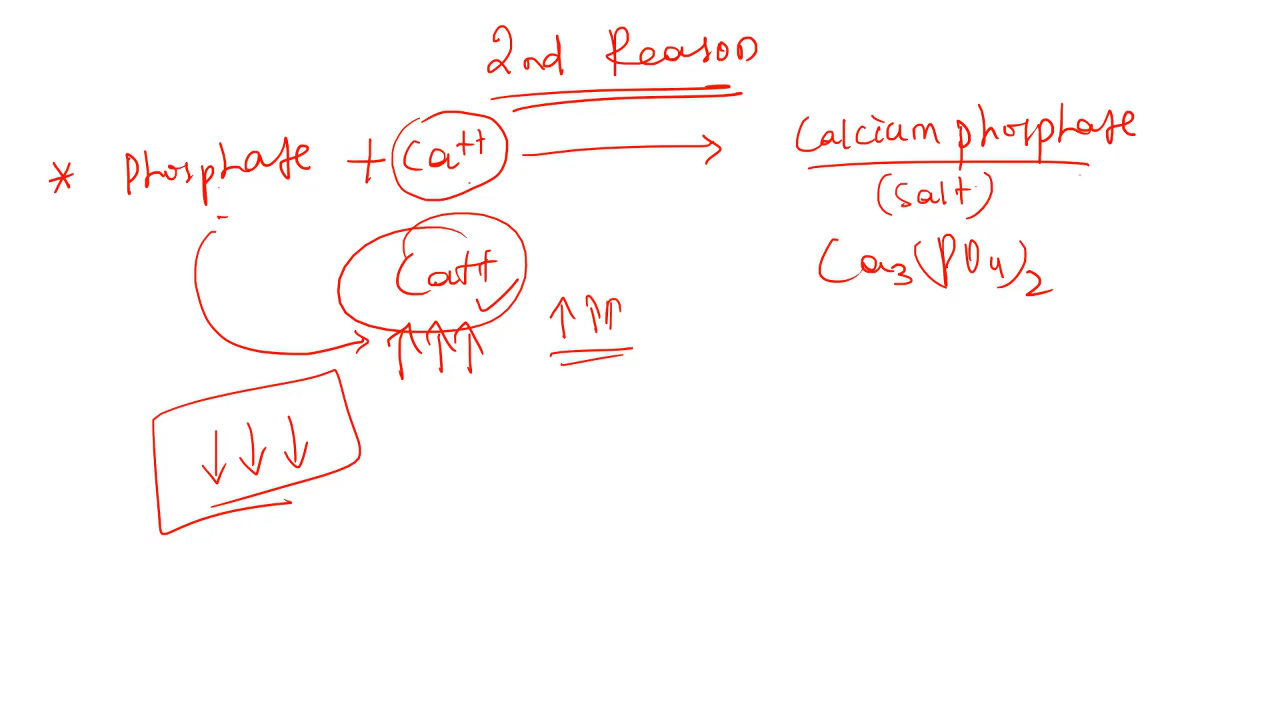 2nd Reason
* Phosphate + Ca++ → Calcium phosphate
(Salt)
Ca++
Ca3(PO4)2
↑↑↑ ↑↑↑
↓↓↓